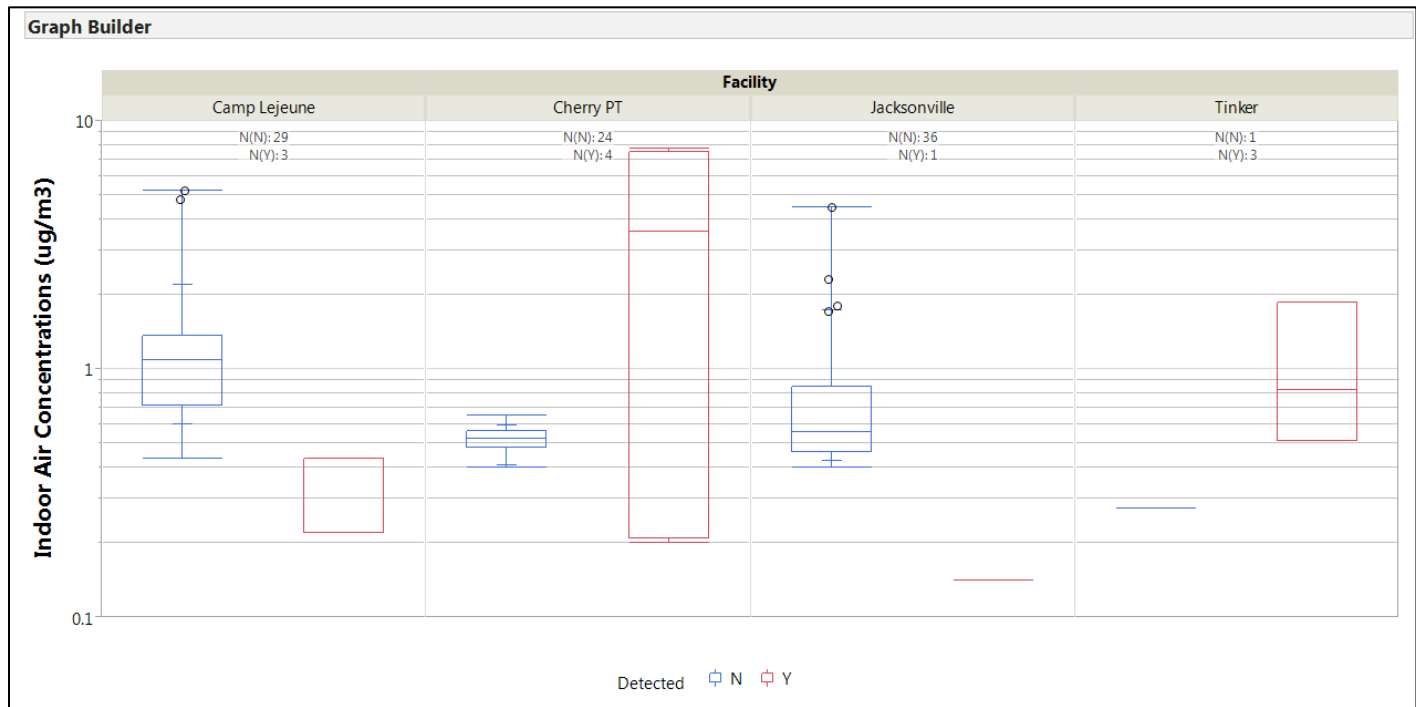 Graph Builder
Facility
Camp Lejeune Cherry PT Jacksonville Tinker
N(N): 29 N(N): 24 N(N): 36 N(N): 1
N(Y): 3 N(Y): 4 N(Y): 1 N(Y): 3
Indoor Air Concentrations (ug/m3)
10
1
0.1
Detected N Y